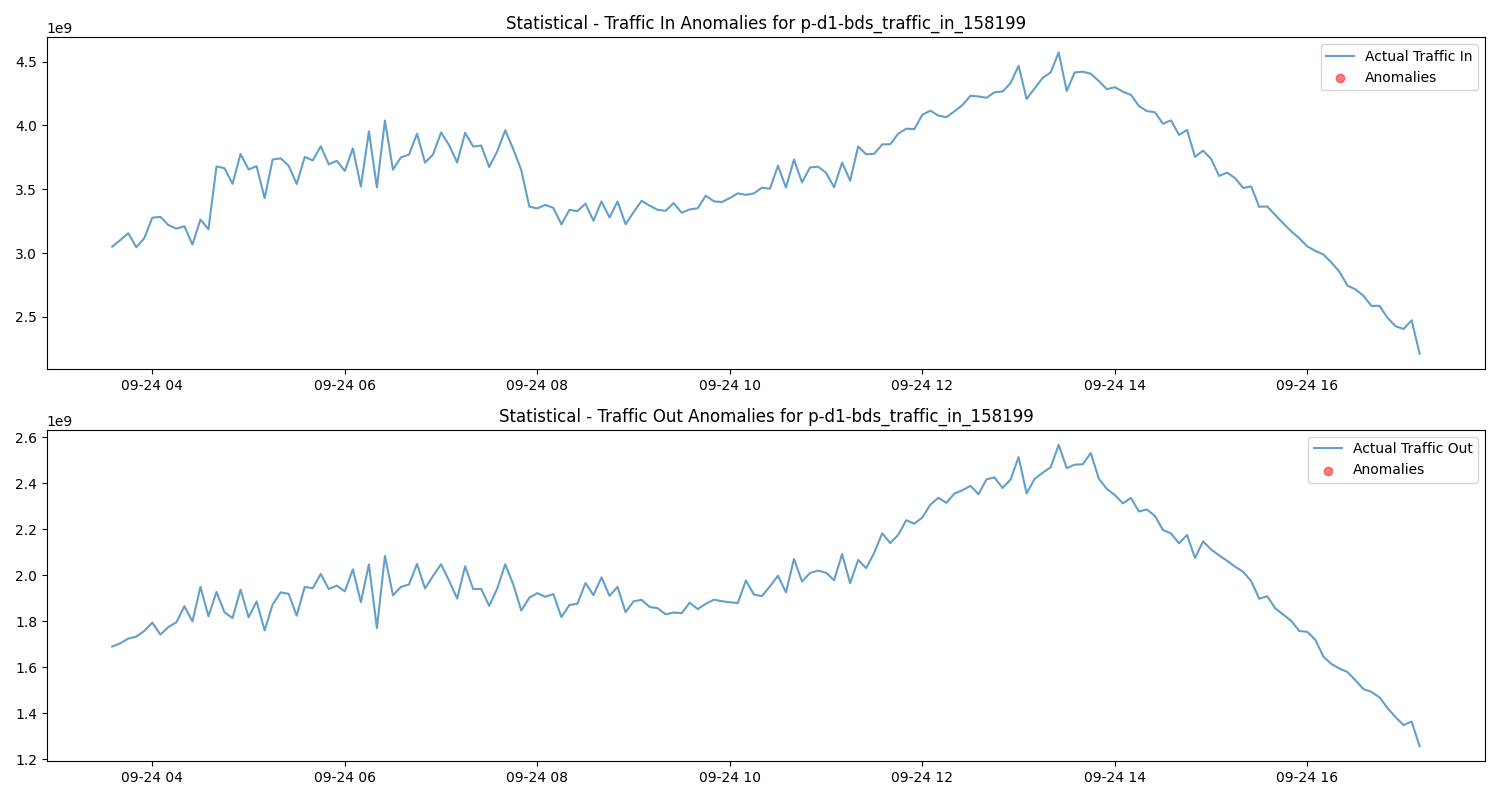 Statistical - Traffic In Anomalies for p-d1-bds_traffic_in_158199
1e9
Actual Traffic In
Anomalies
4.5
4.0
3.5
3.0
2.5
09-24 04 09-24 06 09-24 08 09-24 10 09-24 12 09-24 14 09-24 16
Statistical - Traffic Out Anomalies for p-d1-bds_traffic_in_158199
1e9
Actual Traffic Out
Anomalies
2.6
2.4
2.2
2.0
1.8
1.6
1.4
1.2
09-24 04 09-24 06 09-24 08 09-24 10 09-24 12 09-24 14 09-24 16